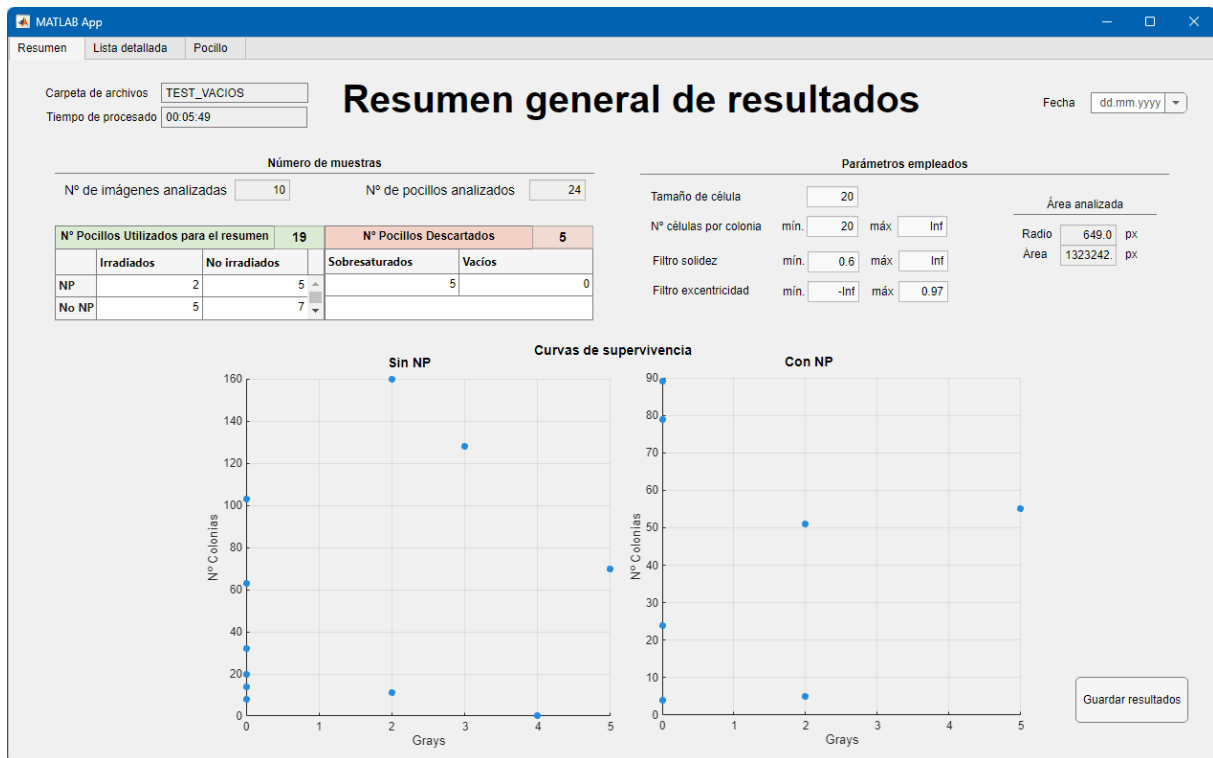 MATLAB App
Resumen Lista detallada Pocillo
Carpeta de archivos TEST_VACIOS
Tiempo de procesado 00:05:49
Resumen general de resultados
Fecha dd.mm.yyyy
Número de muestras
Nº de imágenes analizadas 10 Nº de pocillos analizados 24
Nº Pocillos Utilizados para el resumen 19 Nº Pocillos Descartados 5
Irradiados No irradiados Sobresaturados Vacíos
NP 2 5 5 0
No NP 5 7
Parámetros empleados
Tamaño de célula 20
Nº células por colonia mín. 20 máx Inf
Filtro solidez mín. 0.6 máx Inf
Filtro excentricidad mín. -Inf máx 0.97
Área analizada
Radio 649.0 px
Área 1323242. px
Curvas de supervivencia
Sin NP
160
140
120
100
80
60
40
20
0
Nº Colonias
0 1 2 3 4 5
Grays
Con NP
90
80
70
60
50
40
30
20
10
0
Nº Colonias
0 1 2 3 4 5
Grays
Guardar resultados